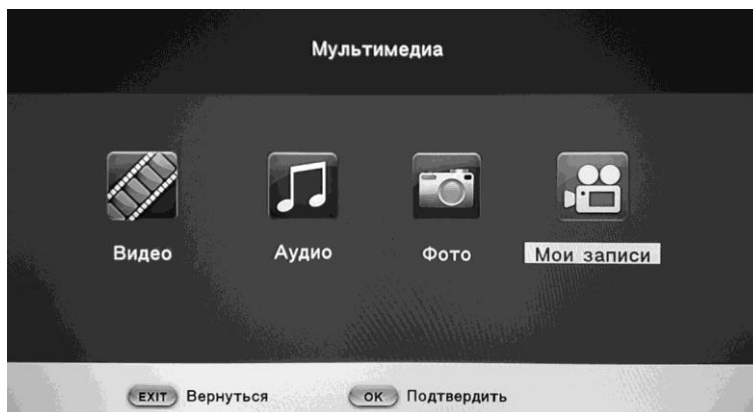 Мультимедиа
Видео
Аудио
Фото
Мои записи
EXIT Вернуться
OK Подтвердить